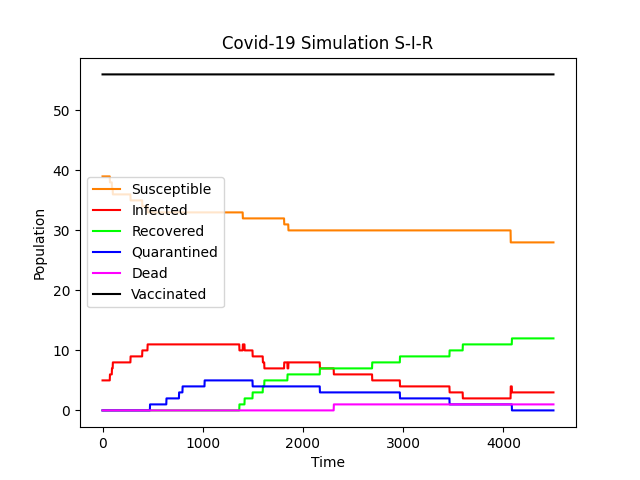 Covid-19 Simulation S-I-R
50
40
30
20
10
0
Population
Susceptible
Infected
Recovered
Quarantined
Dead
Vaccinated
0 1000 2000 3000 4000
Time